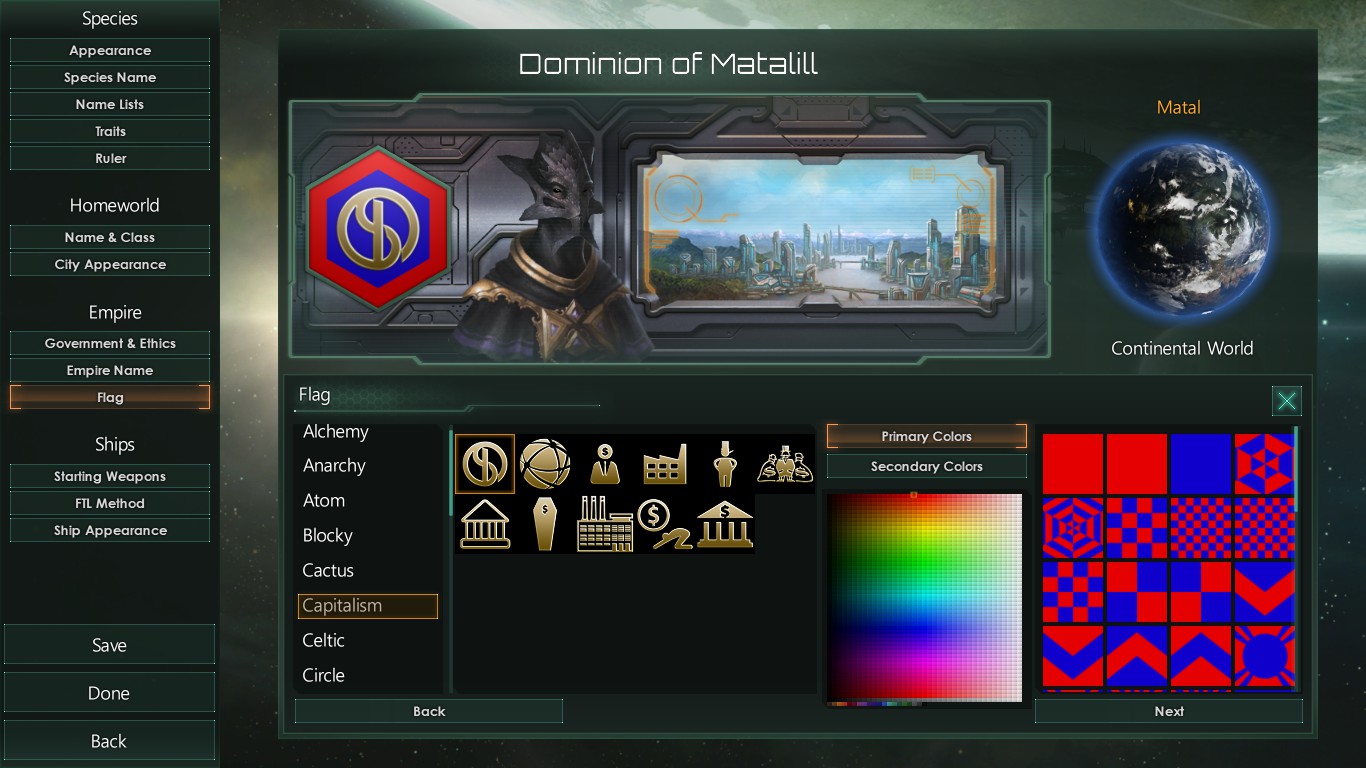 Species
Appearance
Species Name
Name Lists
Traits
Ruler
Homeworld
Name & Class
City Appearance
Empire
Government & Ethics
Empire Name
Flag
Ships
Starting Weapons
FTL Method
Ship Appearance
Save
Done
Back
Dominion of Matalill
Matal
Continental World
Flag
Alchemy
Anarchy
Atom
Blocky
Cactus
Capitalism
Celtic
Circle
Primary Colors
Secondary Colors
Back
Next